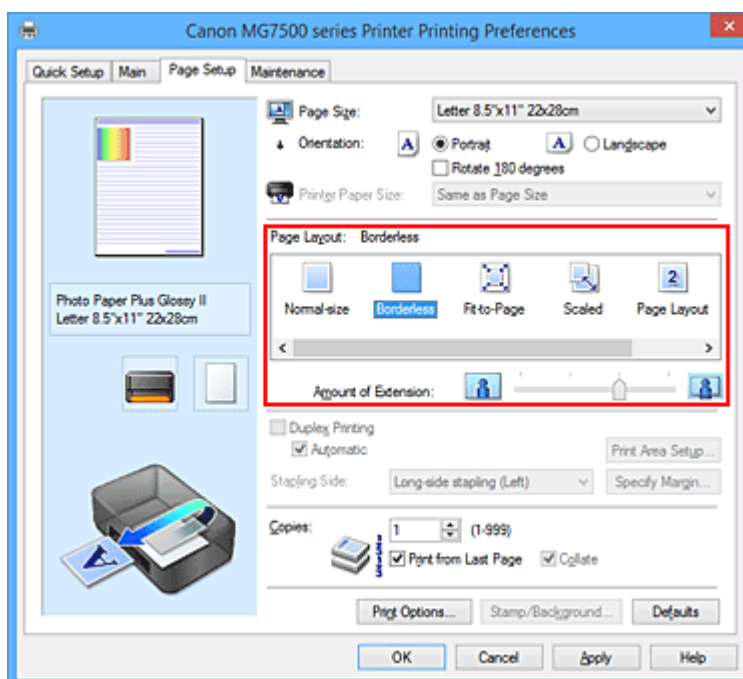 Canon MG7500 series Printer Printing Preferences
Quick Setup Main Page Setup Maintenance
Page Size: Letter 8.5"x11" 22x28cm
Orientation: A Portrait A Landscape
Rotate 180 degrees
Printer Paper Size: Same as Page Size
Photo Paper Plus Glossy II
Letter 8.5"x11" 22x28cm
Page Layout: Borderless
2
Normal-size Borderless Fit-to-Page Scaled Page Layout
Amount of Extension:
Duplex Printing
Automatic
Print Area Setup...
Stapling Side: Long-side stapling (Left) Specify Margin...
Copies: 1 (1-999)
Print from Last Page Collate
A
Print Options... Stamp/Background... Defaults
OK Cancel Apply Help